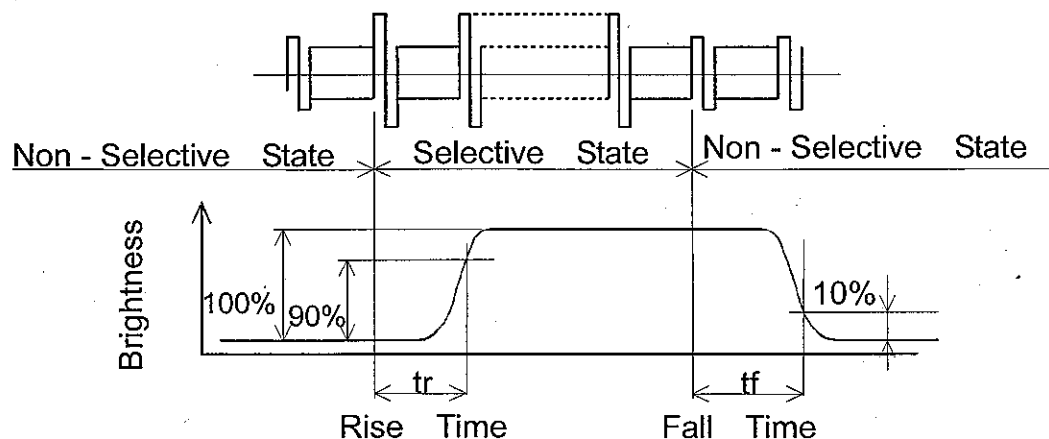 Non - Selective State
Selective State
Non - Selective State
Brightness
100%
90%
10%
tr
tf
Rise Time
Fall Time